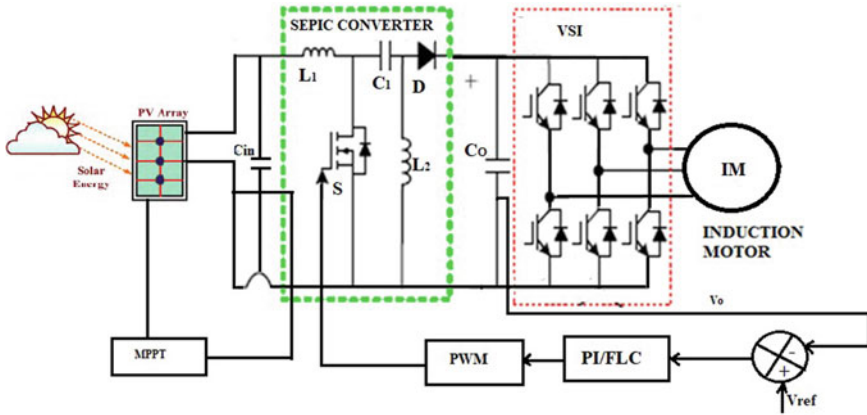 SEPIC CONVERTER
VSI
L1
C1
D
+
PV Array
Cin
L2
CO
S
Solar
Energy
IM
INDUCTION
MOTOR
Vo
MPPT
PWM
PI/FLC
-
+
Vref